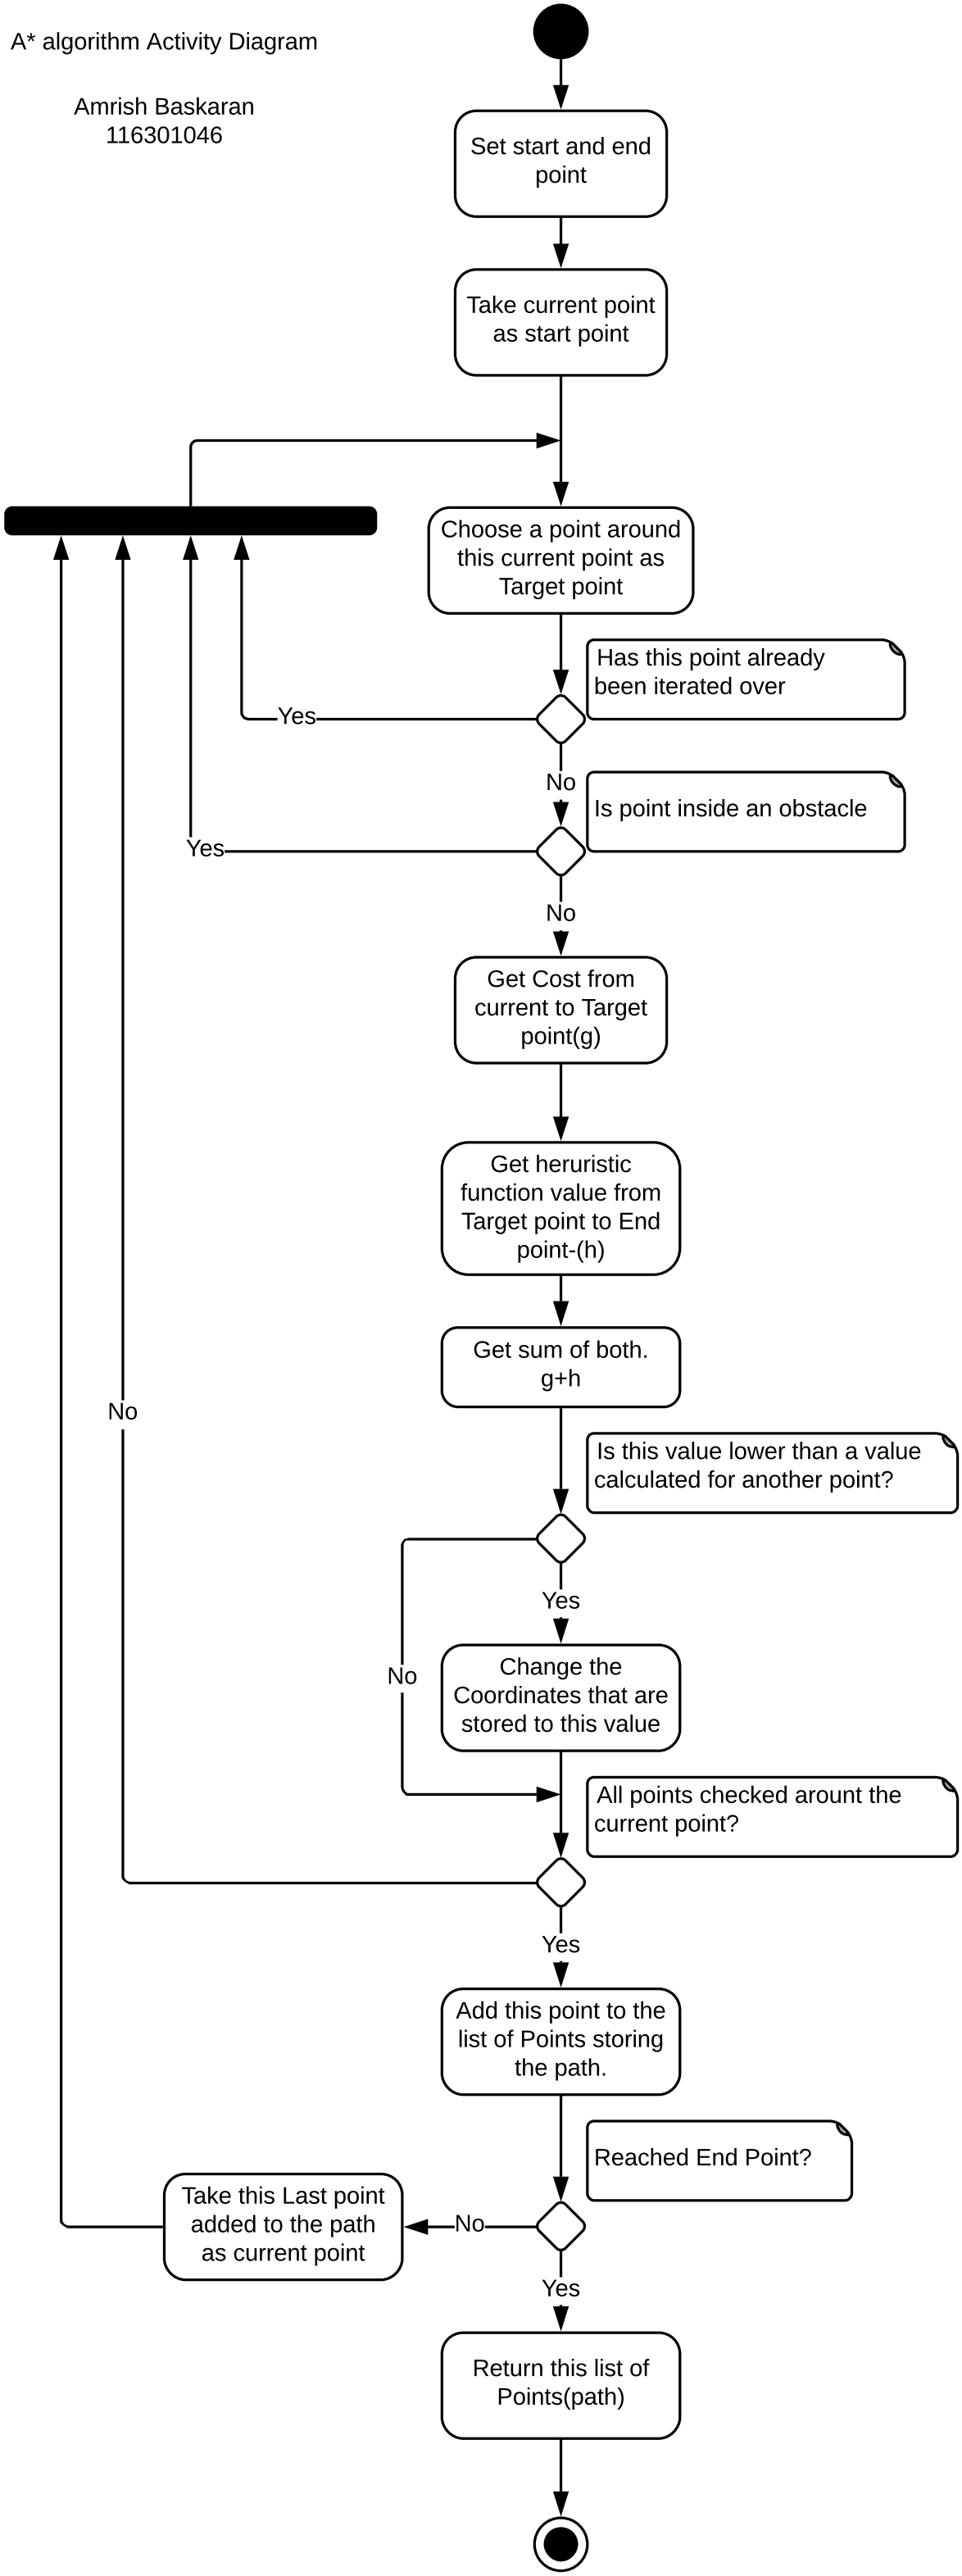 A* algorithm Activity Diagram
Amrish Baskaran
116301046
Set start and end
point
Take current point
as start point
Choose a point around
this current point as
Target point
Has this point already
been iterated over
Yes
No
Is point inside an obstacle
Yes
No
Get Cost from
current to Target
point(g)
Get heruristic
function value from
Target point to End
point-(h)
Get sum of both.
g+h
No
Is this value lower than a value
calculated for another point?
Yes
No
Change the
Coordinates that are
stored to this value
All points checked arount the
current point?
Yes
Add this point to the
list of Points storing
the path.
Reached End Point?
Take this Last point
added to the path
as current point
No
Yes
Return this list of
Points(path)